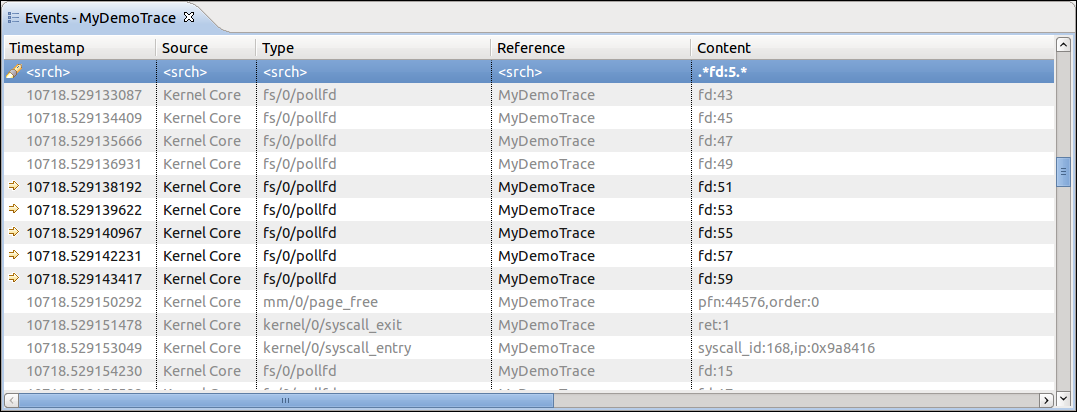 Events - MyDemoTrace
Timestamp Source Type Reference Content
<srch> <srch> <srch> <srch> .*fd:5.*
10718.529133087 Kernel Core fs/0/pollfd MyDemoTrace fd:43
10718.529134409 Kernel Core fs/0/pollfd MyDemoTrace fd:45
10718.529135666 Kernel Core fs/0/pollfd MyDemoTrace fd:47
10718.529136931 Kernel Core fs/0/pollfd MyDemoTrace fd:49
10718.529138192 Kernel Core fs/0/pollfd MyDemoTrace fd:51
10718.529139622 Kernel Core fs/0/pollfd MyDemoTrace fd:53
10718.529140967 Kernel Core fs/0/pollfd MyDemoTrace fd:55
10718.529142231 Kernel Core fs/0/pollfd MyDemoTrace fd:57
10718.529143417 Kernel Core fs/0/pollfd MyDemoTrace fd:59
10718.529150292 Kernel Core mm/0/page_free MyDemoTrace pfn:44576,order:0
10718.529151478 Kernel Core kernel/0/syscall_exit MyDemoTrace ret:1
10718.529153049 Kernel Core kernel/0/syscall_entry MyDemoTrace syscall_id:168,ip:0x9a8416
10718.529154230 Kernel Core fs/0/pollfd MyDemoTrace fd:15